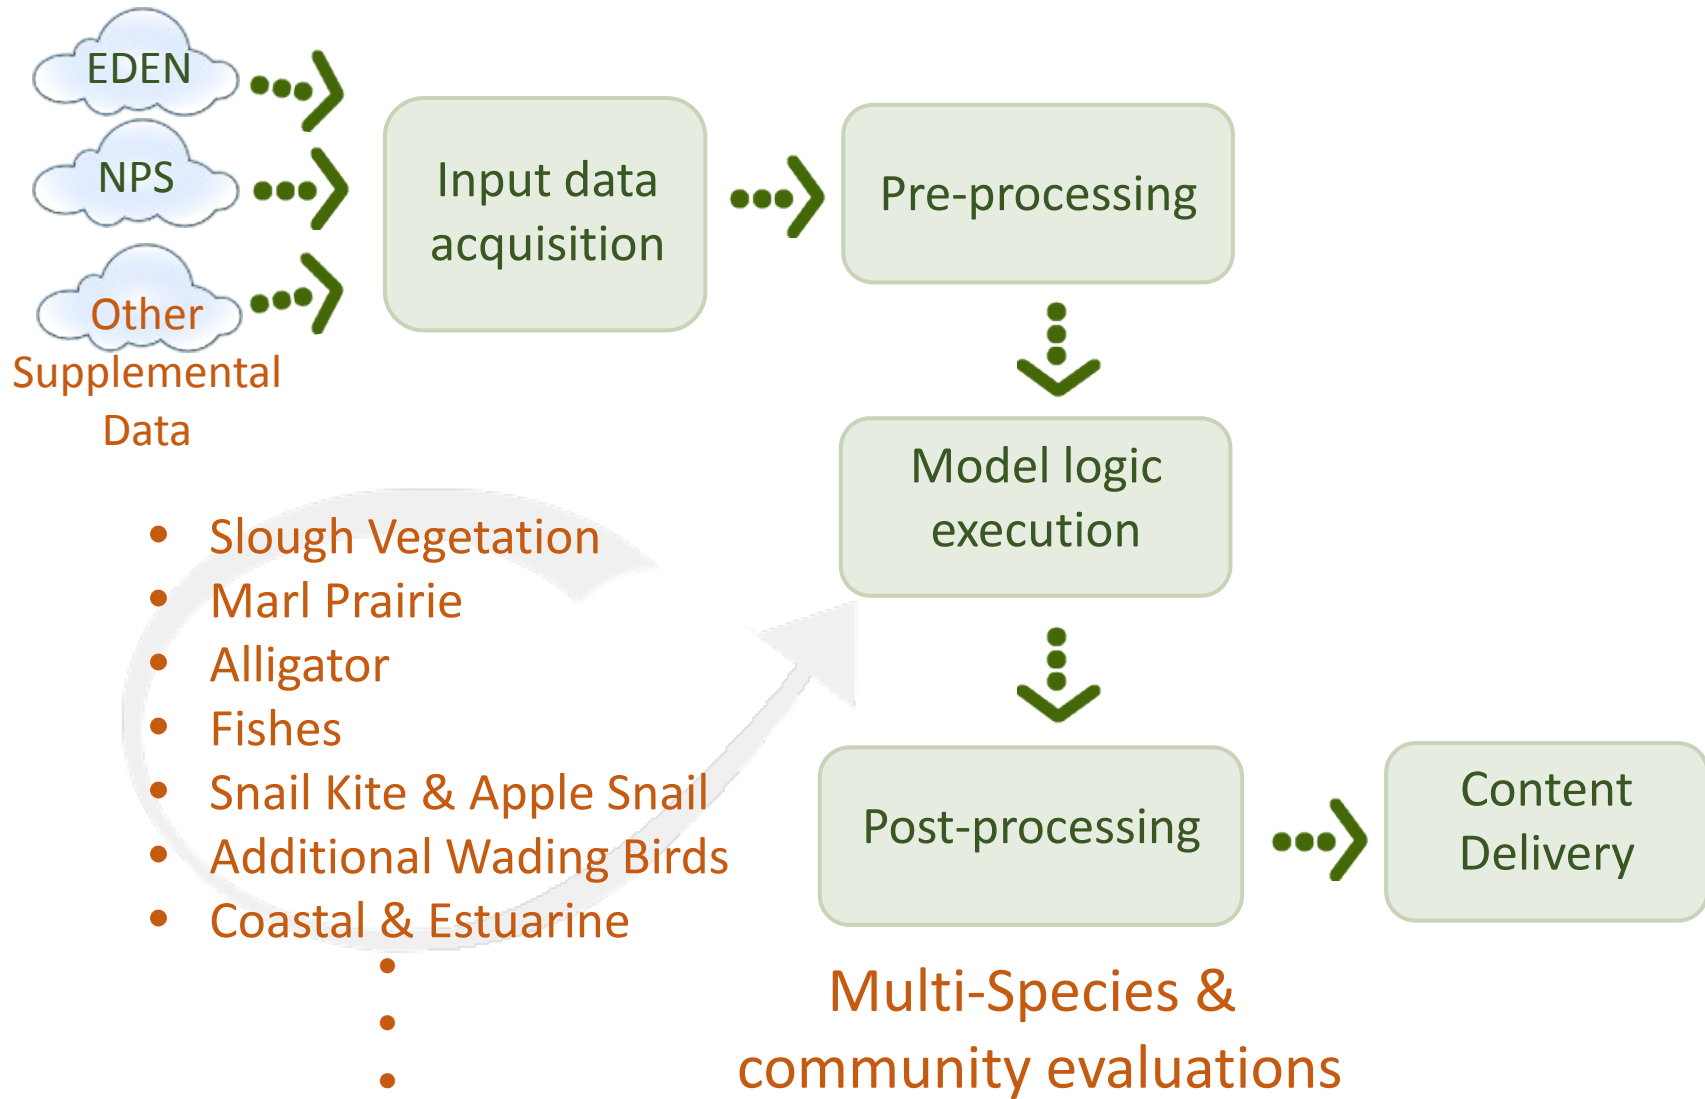 EDEN
NPS
Other
Supplemental
Data
Input data
acquisition
Pre-processing
Model logic
execution
• Slough Vegetation
• Marl Prairie
• Alligator
• Fishes
• Snail Kite & Apple Snail
• Additional Wading Birds
• Coastal & Estuarine
•
•
•
Post-processing
Content
Delivery
Multi-Species &
community evaluations